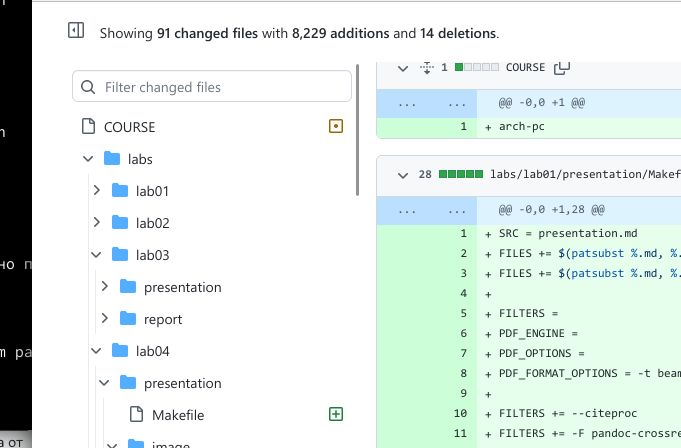 Showing 91 changed files with 8,229 additions and 14 deletions.
Filter changed files
COURSE
labs
lab01
lab02
lab03
presentation
report
lab04
presentation
Makefile
image
1 COURSE
... ... @@ -0,0 +1 @@
1 + arch-pc
28 labs/lab01/presentation/Makef
... ... @@ -0,0 +1,28 @@
1 + SRC = presentation.md
2 + FILES += $(patsubst %.md, %.
3 + FILES += $(patsubst %.md, %.
4 +
5 + FILTERS =
6 + PDF_ENGINE =
7 + PDF_OPTIONS =
8 + PDF_FORMAT_OPTIONS = -t beam
9 +
10 + FILTERS += --citeproc
11 + FILTERS += -F pandoc-crossre
но п
m ра
а от